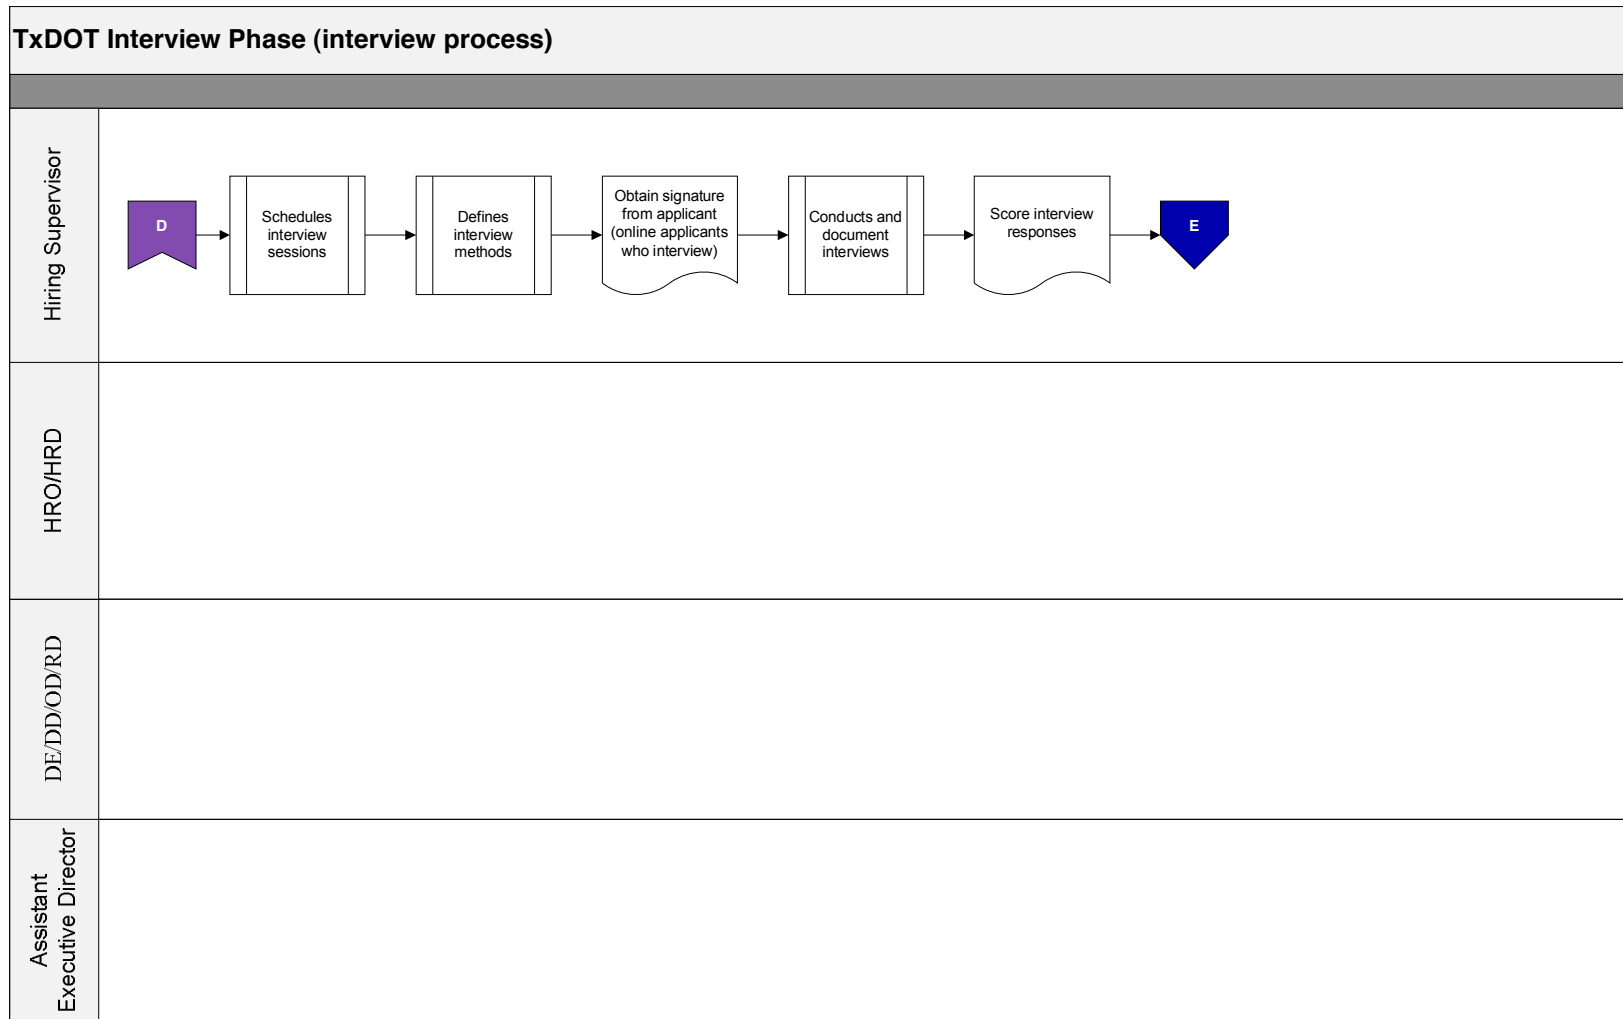 TxDOT Interview Phase (interview process)
Hiring Supervisor
D
Schedules
interview
sessions
Defines
interview
methods
Obtain signature
from applicant
(online applicants
who interview)
Conducts and
document
interviews
Score interview
responses
E
HRO/HRD
DE/DD/OD/RD
Assistant
Executive Director